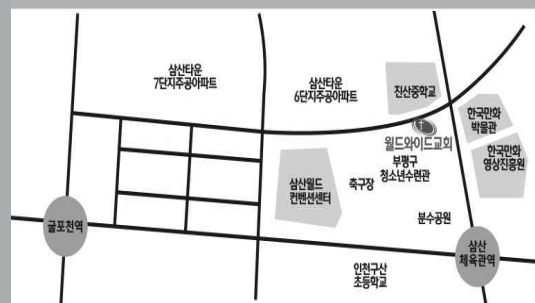 삼산타운
7단지주공아파트
삼산타운
6단지주공아파트
진산중학교
한국만화
박물관
월드와이드교회
한국만화
영상진흥원
부평구
청소년수련관
삼산월드
컨벤션센터
축구장
분수공원
굴포천역
삼산
체육관역
인천구산
초등학교